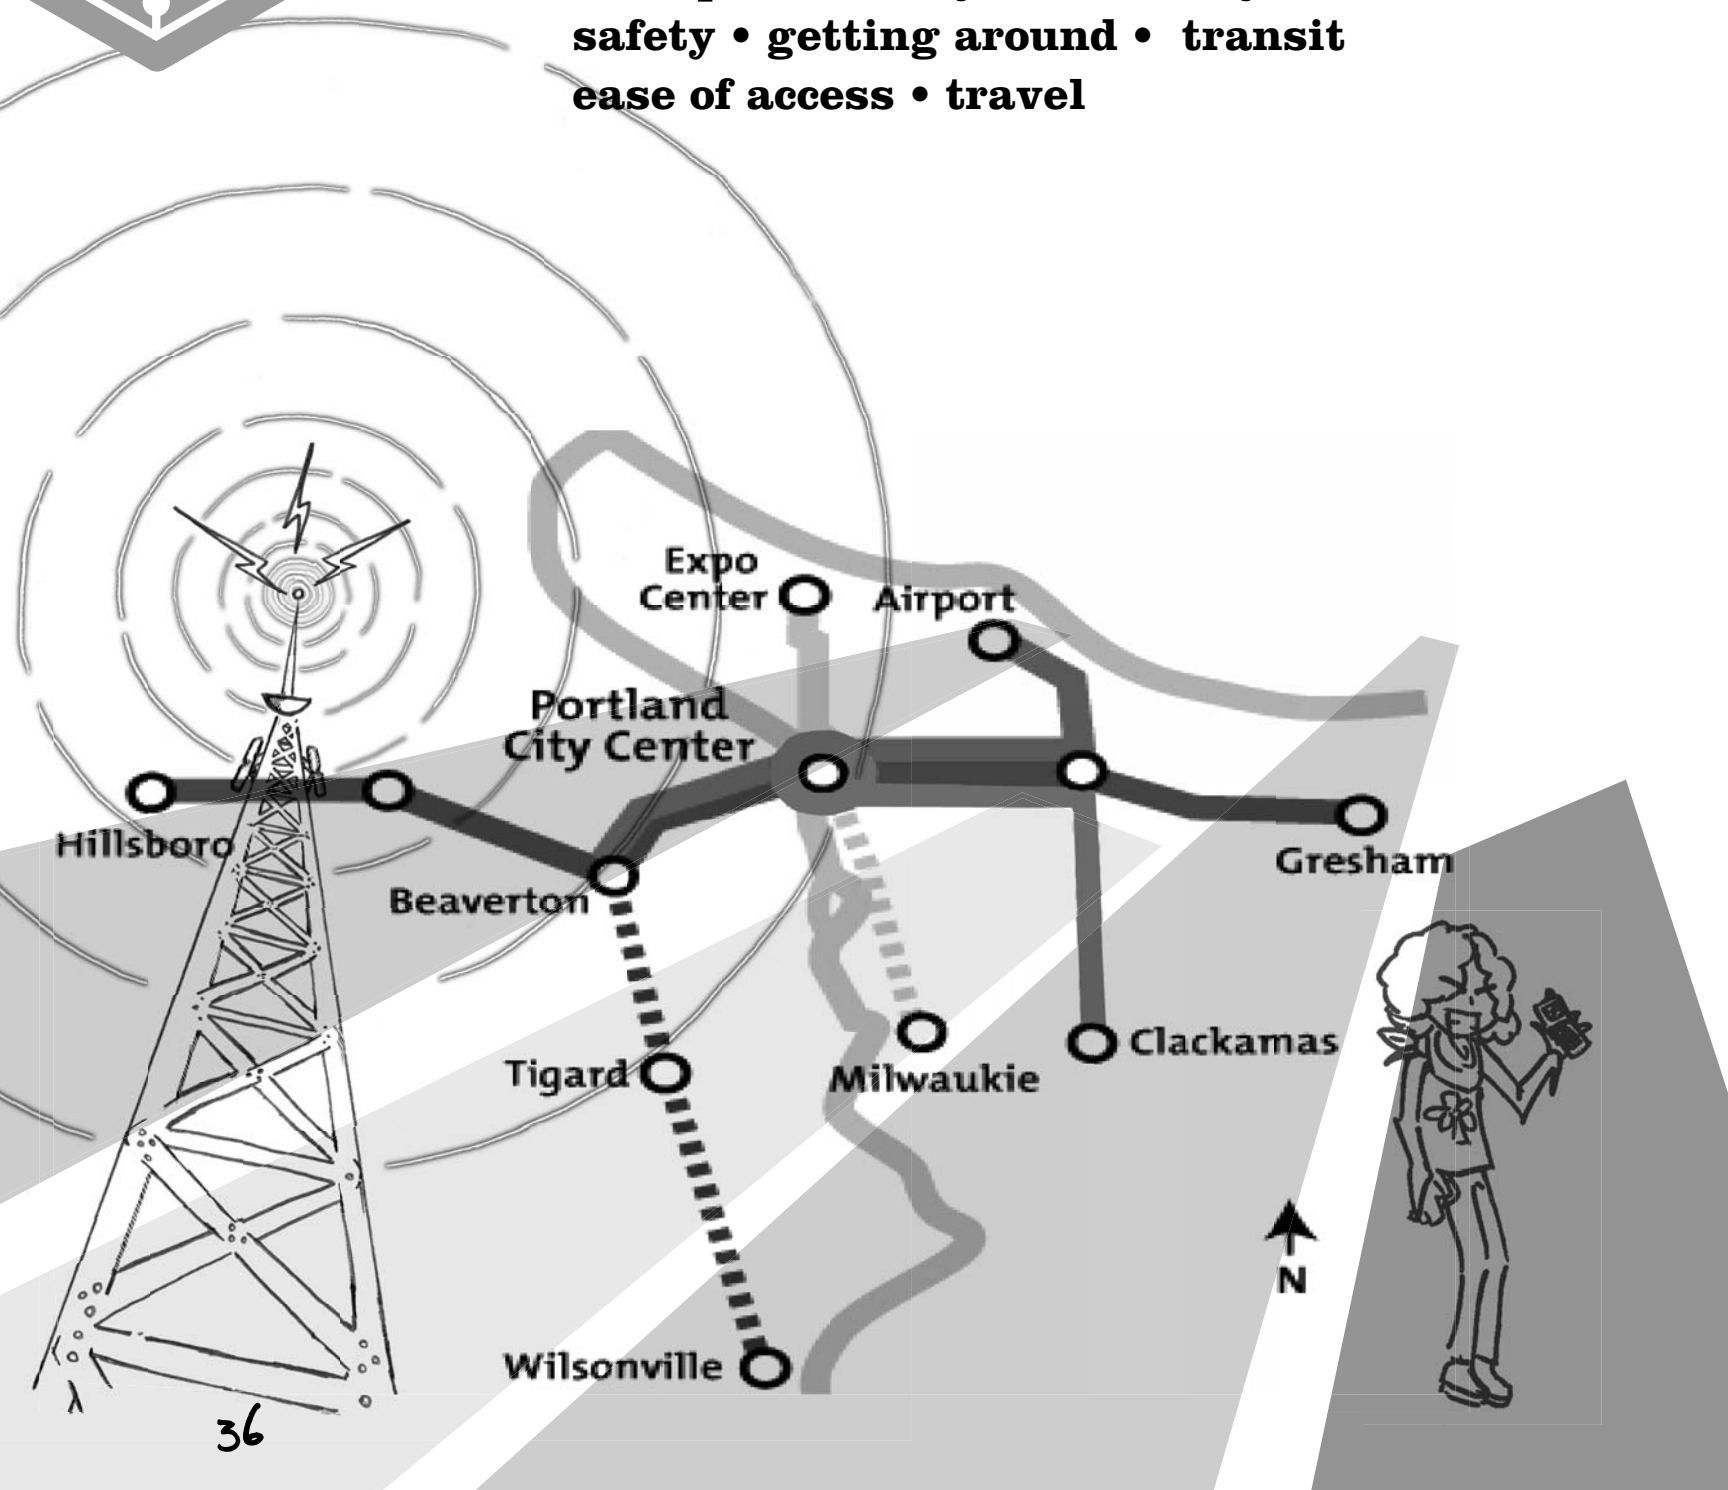 safety • getting around • transit
ease of access • travel
Expo
Center
Airport
Portland
City Center
Hillsboro
Beaverton
Gresham
Tigard
Milwaukie
Clackamas
N
Wilsonville
36